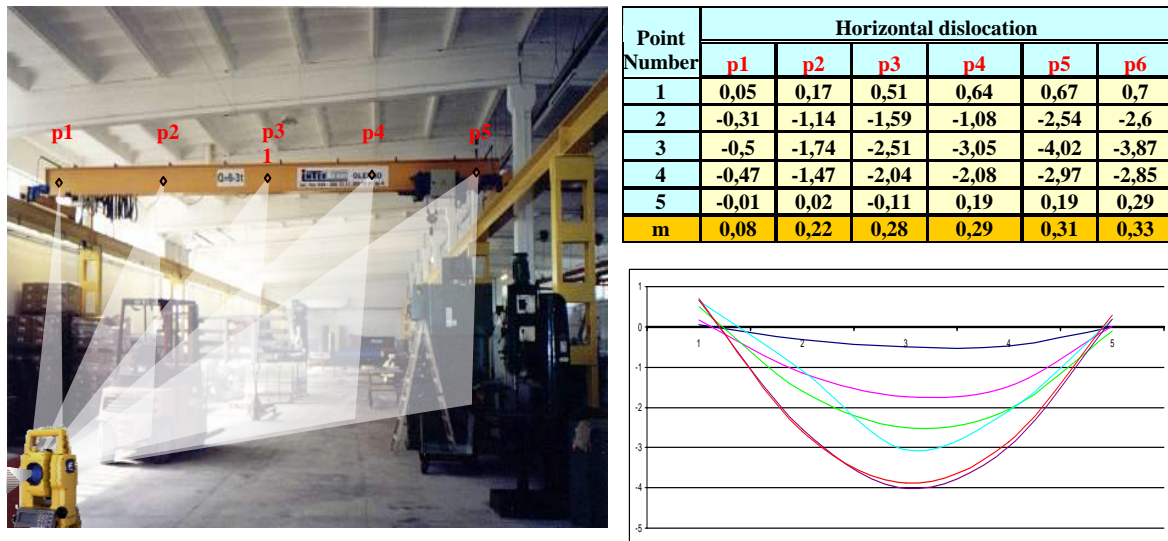 p1 p2 p3 p4 p5
1
Q=6-3t
Point Number
Horizontal dislocation
p1 p2 p3 p4 p5 p6
1 0,05 0,17 0,51 0,64 0,67 0,7
2 -0,31 -1,14 -1,59 -1,08 -2,54 -2,6
3 -0,5 -1,74 -2,51 -3,05 -4,02 -3,87
4 -0,47 -1,47 -2,04 -2,08 -2,97 -2,85
5 -0,01 0,02 -0,11 0,19 0,19 0,29
m 0,08 0,22 0,28 0,29 0,31 0,33
1
0
1 2 3 4 5
-1
-2
-3
-4
-5